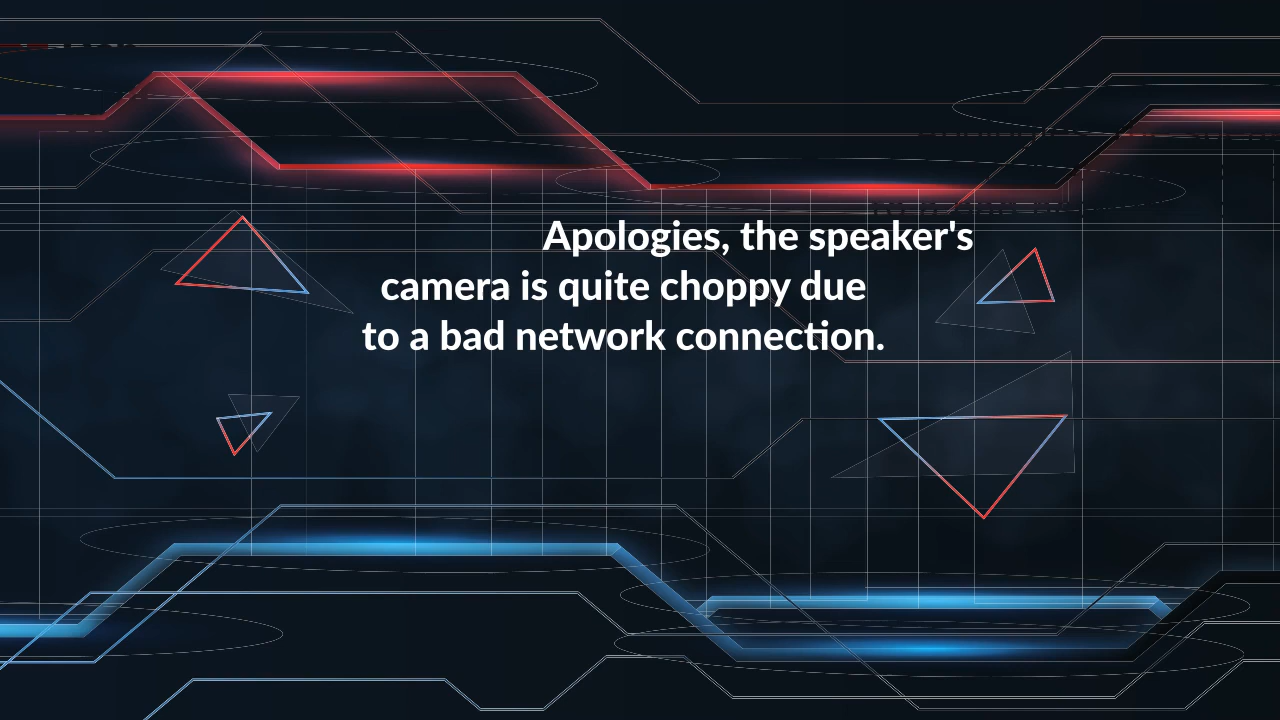 Apologies, the speaker's
camera is quite choppy due
to a bad network connection.